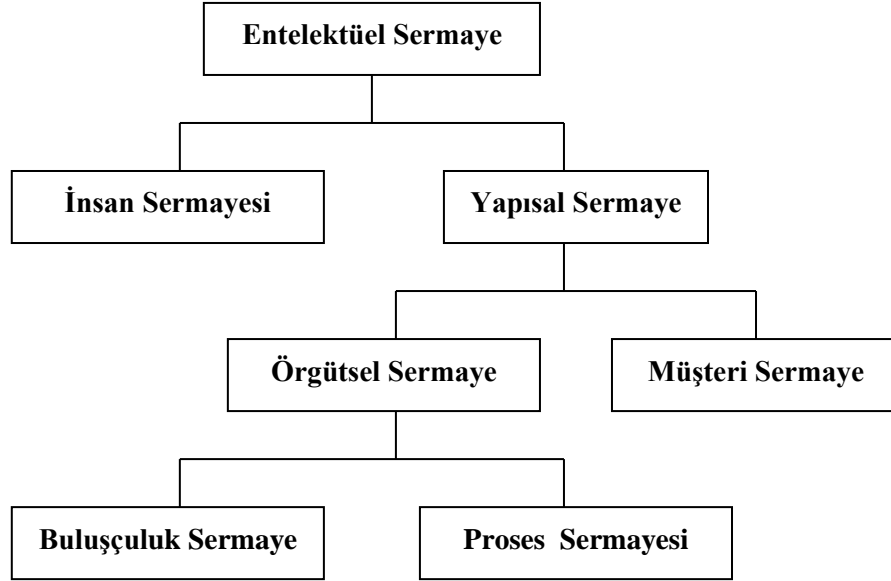 Entelektüel Sermaye
İnsan Sermayesi
Yapısal Sermaye
Örgütsel Sermaye
Müşteri Sermaye
Buluşçuluk Sermaye
Proses Sermayesi